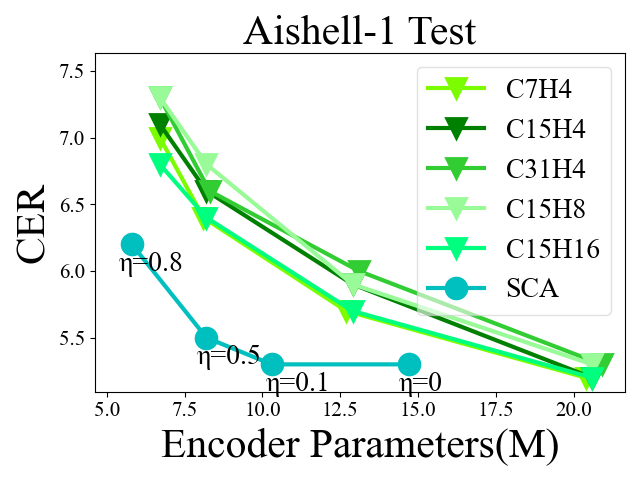 Aishell-1 Test
CER
7.5
7.0
6.5
6.0
5.5
C7H4
C15H4
C31H4
C15H8
C15H16
SCA
η=0.8
η=0.5
η=0.1
η=0
5.0 7.5 10.0 12.5 15.0 17.5 20.0
Encoder Parameters(M)